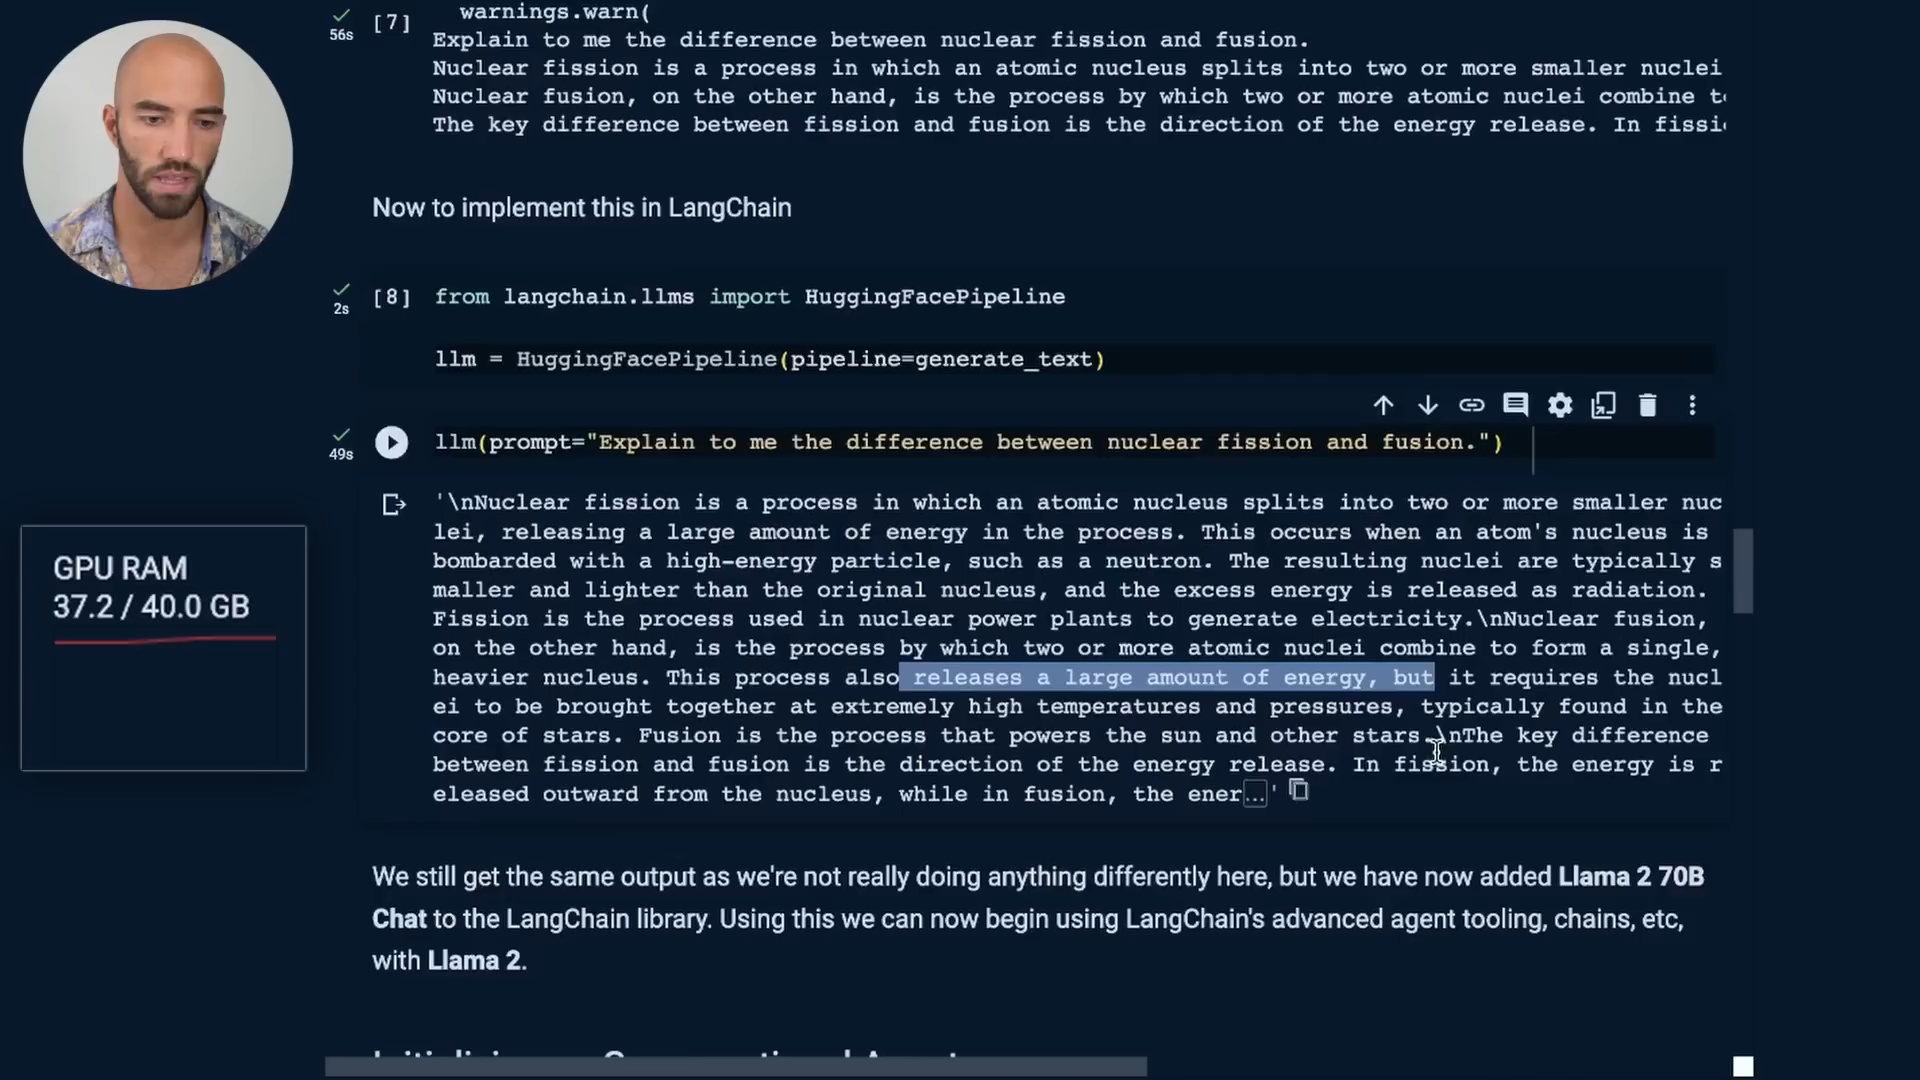 warnings.warn(
56s
[7]
Explain to me the difference between nuclear fission and fusion.
Nuclear fission is a process in which an atomic nucleus splits into two or more smaller nuclei
Nuclear fusion, on the other hand, is the process by which two or more atomic nuclei combine t
The key difference between fission and fusion is the direction of the energy release. In fissi
Now to implement this in LangChain
2s
[8] from langchain.llms import HuggingFacePipeline
llm = HuggingFacePipeline(pipeline=generate_text)
49s
llm(prompt="Explain to me the difference between nuclear fission and fusion.")
'\nNuclear fission is a process in which an atomic nucleus splits into two or more smaller nuc
lei, releasing a large amount of energy in the process. This occurs when an atom's nucleus is
bombarded with a high-energy particle, such as a neutron. The resulting nuclei are typically s
maller and lighter than the original nucleus, and the excess energy is released as radiation.
Fission is the process used in nuclear power plants to generate electricity.\nNuclear fusion,
on the other hand, is the process by which two or more atomic nuclei combine to form a single,
heavier nucleus. This process also releases a large amount of energy, but it requires the nucl
ei to be brought together at extremely high temperatures and pressures, typically found in the
core of stars. Fusion is the process that powers the sun and other stars.\nThe key difference
between fission and fusion is the direction of the energy release. In fission, the energy is r
eleased outward from the nucleus, while in fusion, the ener...'
GPU RAM
37.2 / 40.0 GB
We still get the same output as we're not really doing anything differently here, but we have now added Llama 2 70B
Chat to the LangChain library. Using this we can now begin using LangChain's advanced agent tooling, chains, etc,
with Llama 2.